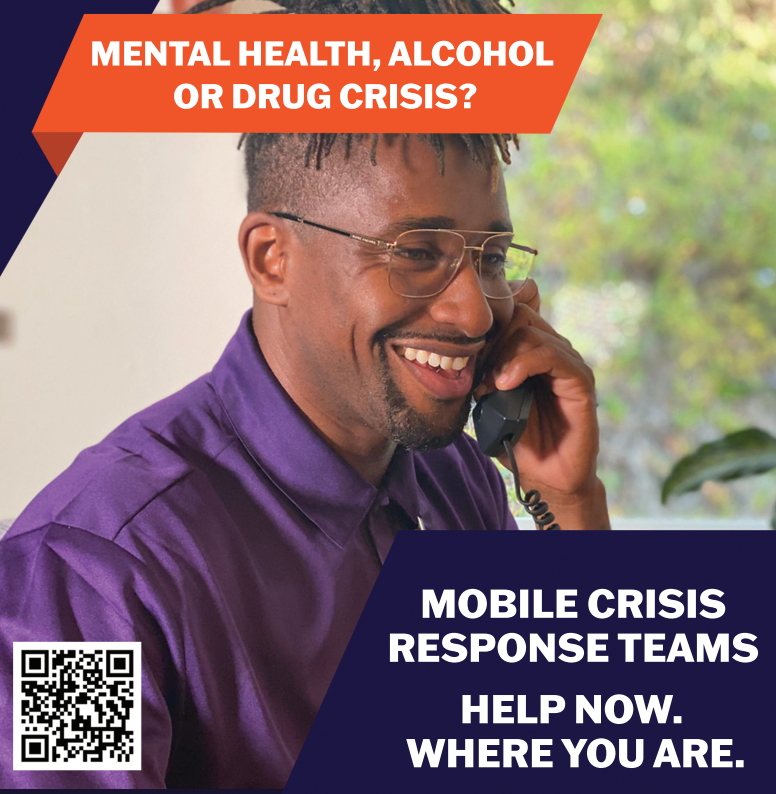 MENTAL HEALTH, ALCOHOL
OR DRUG CRISIS?
MOBILE CRISIS
RESPONSE TEAMS
HELP NOW.
WHERE YOU ARE.